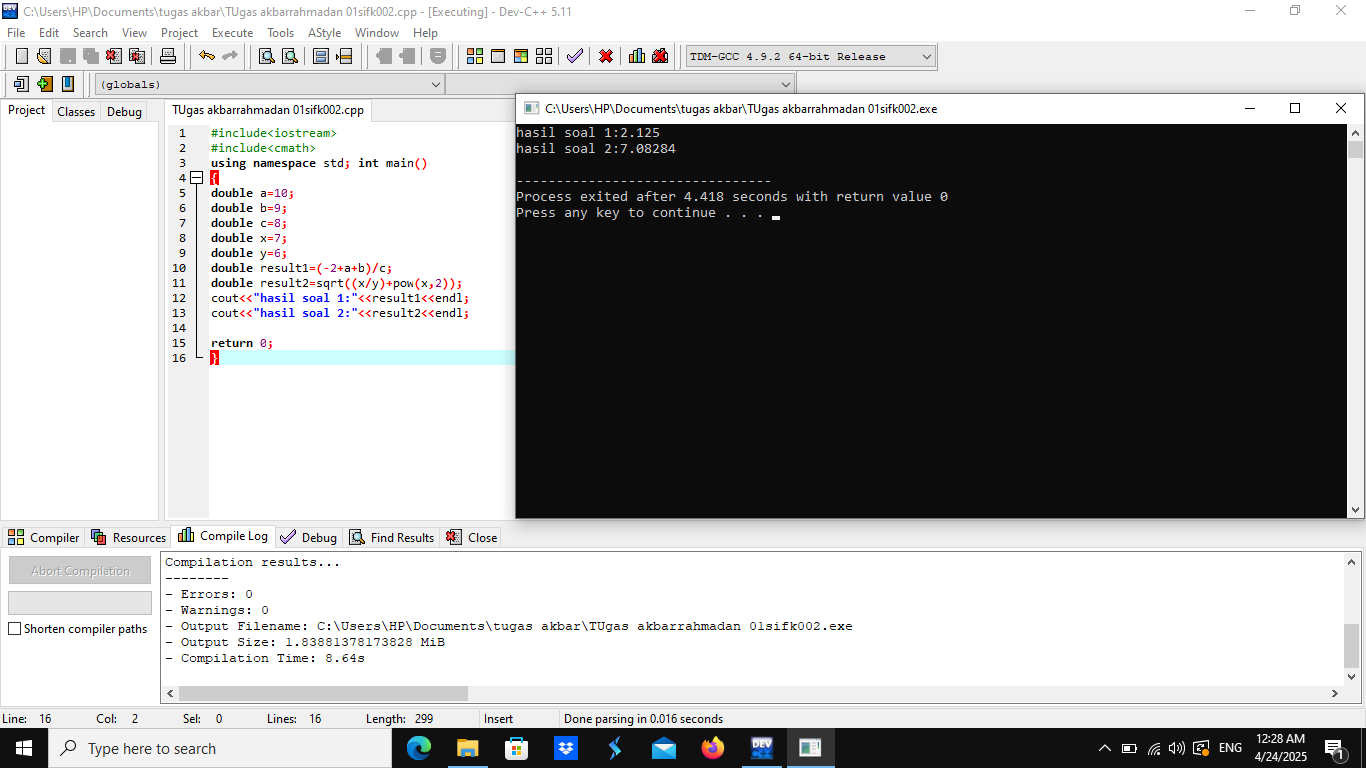 C:\Users\HP\Documents\tugas akbar\TUgas akbarrahmadan 01sifk002.cpp - [Executing] - Dev-C++ 5.11
File Edit Search View Project Execute Tools AStyle Window Help
TDM-GCC 4.9.2 64-bit Release
(globals)
Project Classes Debug
TUgas akbarrahmadan 01sifk002.cpp
1 #include<iostream>
2 #include<cmath>
3 using namespace std; int main()
4 {
5 double a=10;
6 double b=9;
7 double c=8;
8 double x=7;
9 double y=6;
10 double result1=(-2+a+b)/c;
11 double result2=sqrt((x/y)+pow(x,2));
12 cout<<"hasil soal 1:"<<result1<<endl;
13 cout<<"hasil soal 2:"<<result2<<endl;
14
15 return 0;
16 }
C:\Users\HP\Documents\tugas akbar\TUgas akbarrahmadan 01sifk002.exe
hasil soal 1:2.125
hasil soal 2:7.08284
--------------------------------
Process exited after 4.418 seconds with return value 0
Press any key to continue . . .
Compiler Resources Compile Log Debug Find Results Close
Abort Compilation
Shorten compiler paths
Compilation results...
--------
- Errors: 0
- Warnings: 0
- Output Filename: C:\Users\HP\Documents\tugas akbar\TUgas akbarrahmadan 01sifk002.exe
- Output Size: 1.83881378173828 MiB
- Compilation Time: 8.64s
Line: 16 Col: 2 Sel: 0 Lines: 16 Length: 299 Insert Done parsing in 0.016 seconds
Type here to search
DEV
ENG
12:28 AM
4/24/2025
1